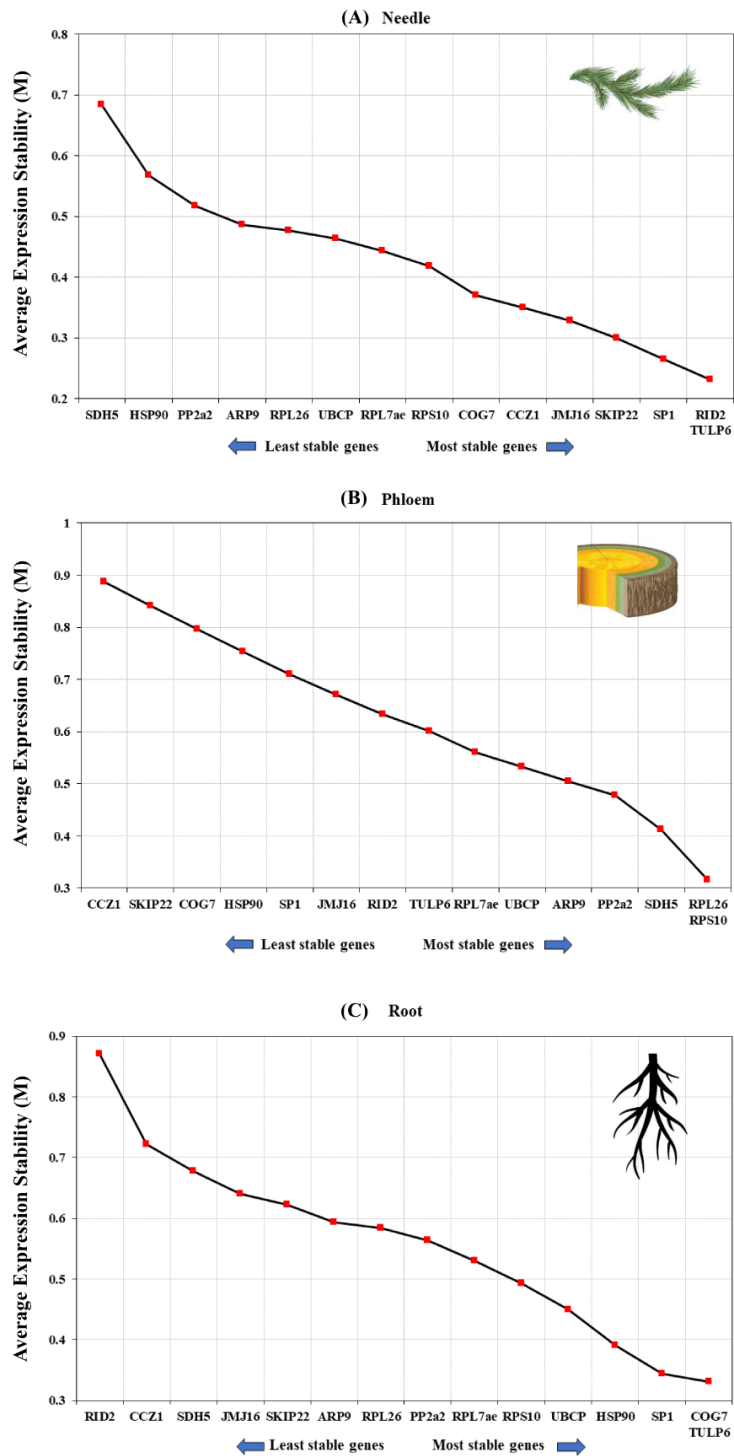 (A) Needle
Average Expression Stability (M)
0.8
0.7
0.6
0.5
0.4
0.3
0.2
SDH5 HSP90 PP2a2 ARP9 RPL26 UBCP RPL7ae RPS10 COG7 CCZ1 JMJ16 SKIP22 SP1 RID2
TULP6
Least stable genes Most stable genes
(B) Phloem
Average Expression Stability (M)
1
0.9
0.8
0.7
0.6
0.5
0.4
0.3
CCZ1 SKIP22 COG7 HSP90 SP1 JMJ16 RID2 TULP6 RPL7ae UBCP ARP9 PP2a2 SDH5 RPL26
RPS10
Least stable genes Most stable genes
(C) Root
Average Expression Stability (M)
0.9
0.8
0.7
0.6
0.5
0.4
0.3
RID2 CCZ1 SDH5 JMJ16 SKIP22 ARP9 RPL26 PP2a2 RPL7ae RPS10 UBCP HSP90 SP1 COG7
TULP6
Least stable genes Most stable genes